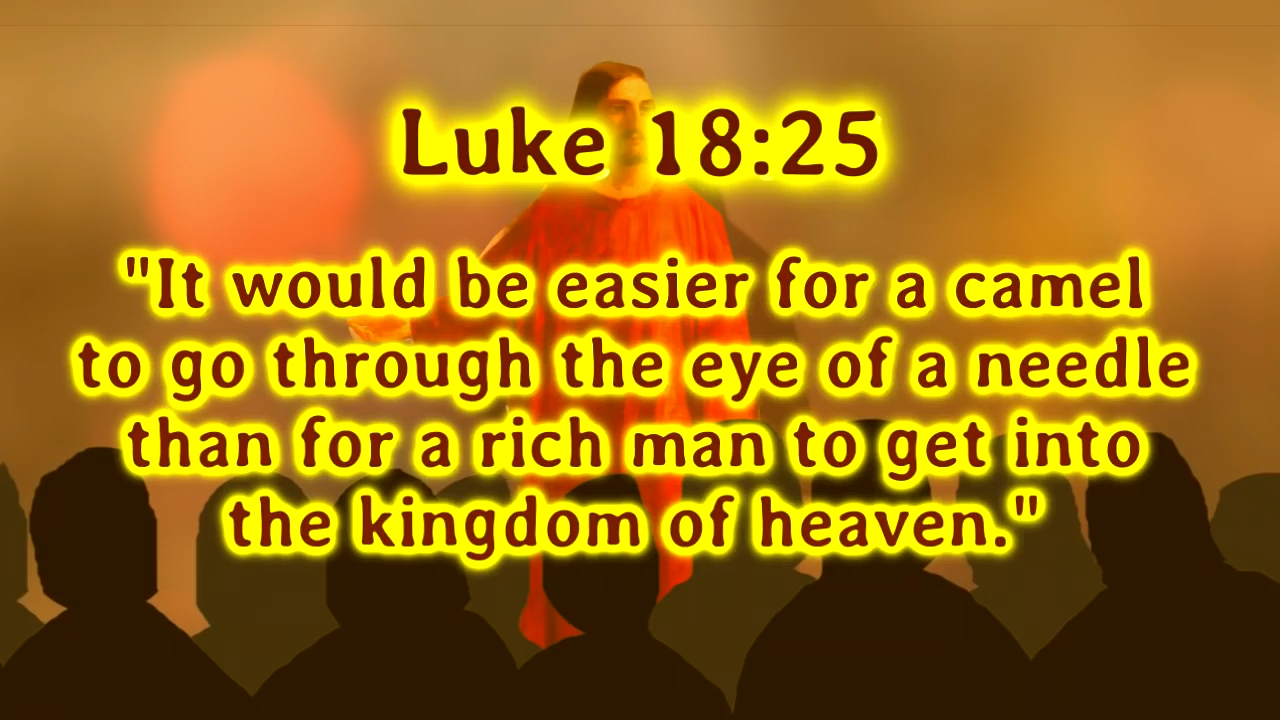 Luke 18:25
"It would be easier for a camel
to go through the eye of a needle
than for a rich man to get into
the kingdom of heaven."